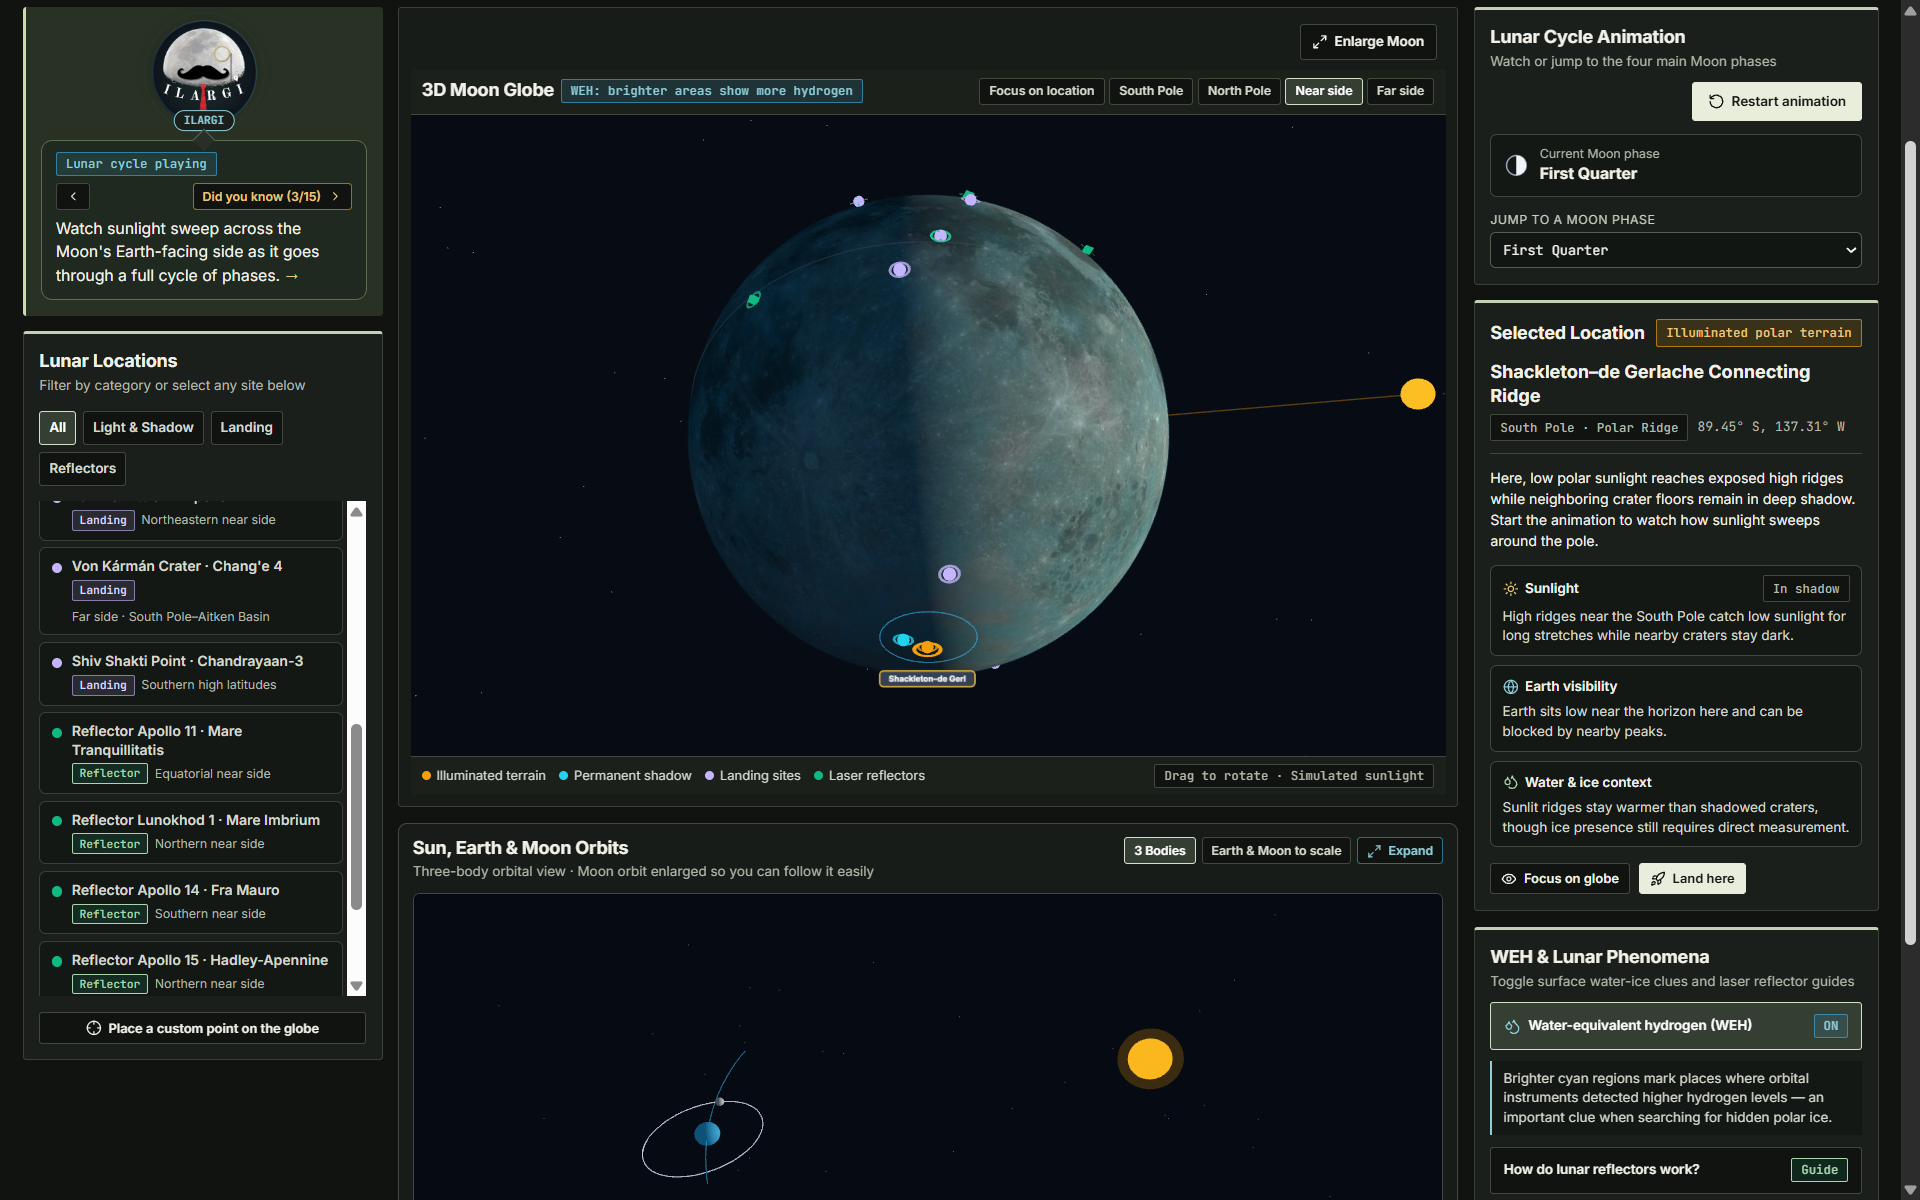 ILARGI
ILARGI
Lunar cycle playing
Did you know (3/15)
Watch sunlight sweep across the
Moon's Earth-facing side as it goes
through a full cycle of phases. →
Lunar Locations
Filter by category or select any site below
All
Light & Shadow
Landing
Reflectors
Landing
Northeastern near side
Von Kármán Crater · Chang'e 4
Landing
Far side · South Pole–Aitken Basin
Shiv Shakti Point · Chandrayaan-3
Landing
Southern high latitudes
Reflector Apollo 11 · Mare
Tranquillitatis
Reflector
Equatorial near side
Reflector Lunokhod 1 · Mare Imbrium
Reflector
Northern near side
Reflector Apollo 14 · Fra Mauro
Reflector
Southern near side
Reflector Apollo 15 · Hadley-Apennine
Reflector
Northern near side
Place a custom point on the globe
Enlarge Moon
3D Moon Globe
WEH: brighter areas show more hydrogen
Focus on location
South Pole
North Pole
Near side
Far side
Shackleton–de Gerl
Illuminated terrain
Permanent shadow
Landing sites
Laser reflectors
Drag to rotate · Simulated sunlight
Sun, Earth & Moon Orbits
Three-body orbital view · Moon orbit enlarged so you can follow it easily
3 Bodies
Earth & Moon to scale
Expand
Lunar Cycle Animation
Watch or jump to the four main Moon phases
Restart animation
Current Moon phase
First Quarter
JUMP TO A MOON PHASE
First Quarter
Selected Location
Illuminated polar terrain
Shackleton–de Gerlache Connecting
Ridge
South Pole · Polar Ridge
89.45° S, 137.31° W
Here, low polar sunlight reaches exposed high ridges
while neighboring crater floors remain in deep shadow.
Start the animation to watch how sunlight sweeps
around the pole.
Sunlight
In shadow
High ridges near the South Pole catch low sunlight for
long stretches while nearby craters stay dark.
Earth visibility
Earth sits low near the horizon here and can be
blocked by nearby peaks.
Water & ice context
Sunlit ridges stay warmer than shadowed craters,
though ice presence still requires direct measurement.
Focus on globe
Land here
WEH & Lunar Phenomena
Toggle surface water-ice clues and laser reflector guides
Water-equivalent hydrogen (WEH)
ON
Brighter cyan regions mark places where orbital
instruments detected higher hydrogen levels — an
important clue when searching for hidden polar ice.
How do lunar reflectors work?
Guide